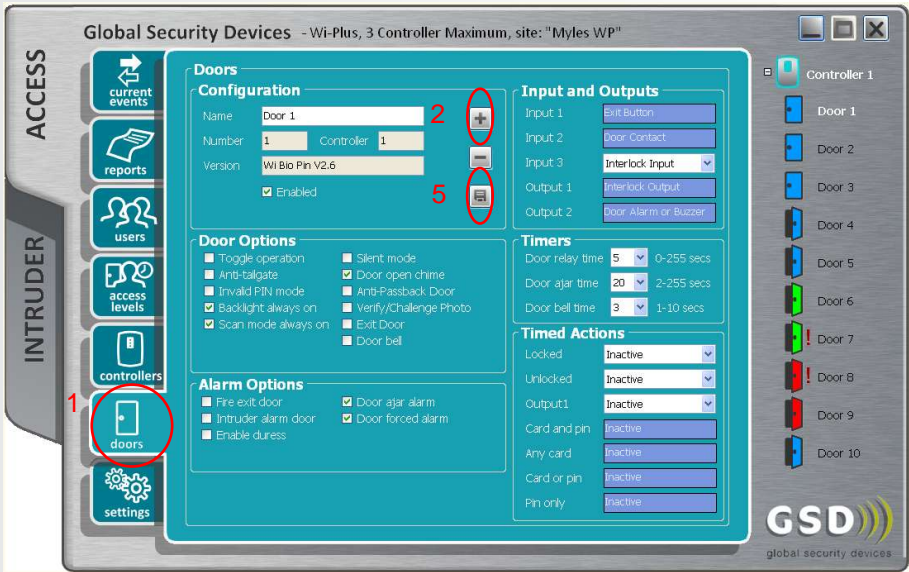 Global Security Devices - Wi-Plus, 3 Controller Maximum, site: "Myles WP"
ACCESS
INTRUDER
current events
reports
users
access levels
controllers
1
doors
settings
Doors
Configuration
Name Door 1
2
Number 1 Controller 1
Version Wi Bio Pin V2.6
Enabled
5
Door Options
Toggle operation
Anti-tailgate
Invalid PIN mode
Backlight always on
Scan mode always on
Silent mode
Door open chime
Anti-Passback Door
Verify/Challenge Photo
Exit Door
Door bell
Alarm Options
Fire exit door
Intruder alarm door
Enable duress
Door ajar alarm
Door forced alarm
Input and Outputs
Input 1 Exit Button
Input 2 Door Contact
Input 3 Interlock Input
Output 1 Interlock Output
Output 2 Door Alarm or Buzzer
Timers
Door relay time 5 0-255 secs
Door ajar time 20 2-255 secs
Door bell time 3 1-10 secs
Timed Actions
Locked Inactive
Unlocked Inactive
Output1 Inactive
Card and pin Inactive
Any card Inactive
Card or pin Inactive
Pin only Inactive
Controller 1
Door 1
Door 2
Door 3
Door 4
Door 5
Door 6
! Door 7
! Door 8
Door 9
Door 10
GSD
global security devices